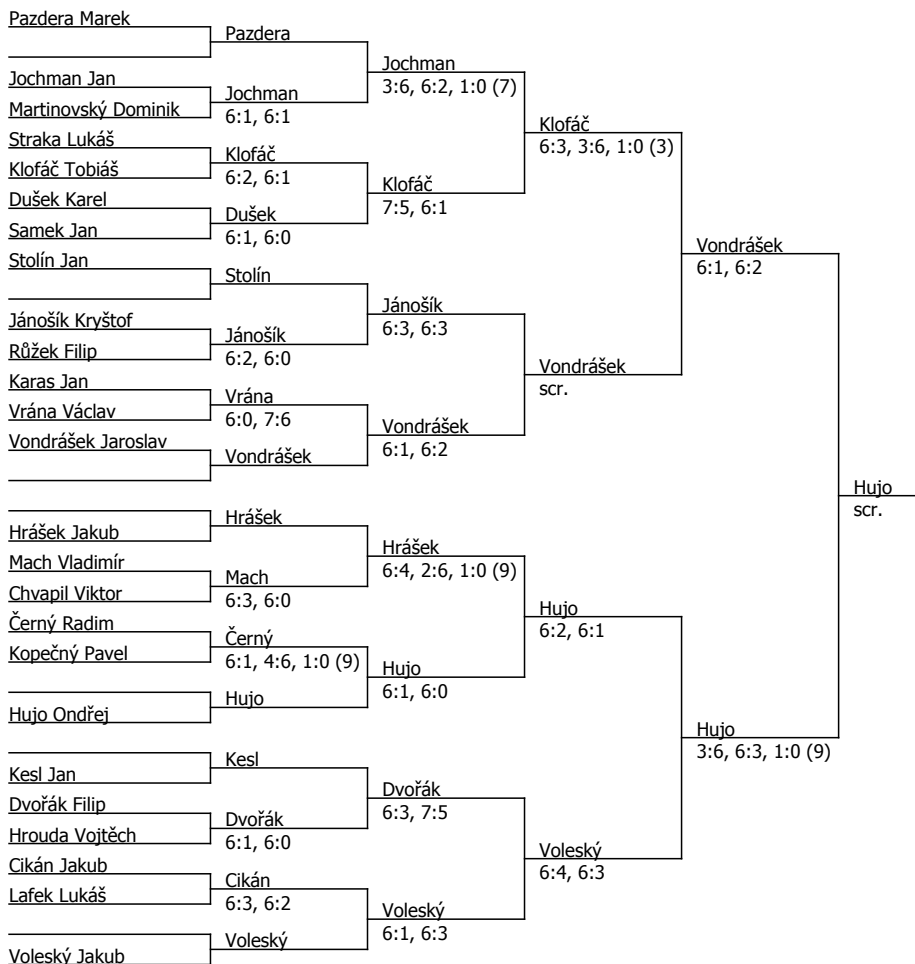 Pazdera Marek
Pazdera
Jochman
3:6, 6:2, 1:0 (7)
Jochman Jan
Jochman
6:1, 6:1
Martinovský Dominik
Klofáč
6:3, 3:6, 1:0 (3)
Straka Lukáš
Klofáč
6:2, 6:1
Klofáč Tobiáš
Klofáč
7:5, 6:1
Dušek Karel
Dušek
6:1, 6:0
Samek Jan
Vondrášek
6:1, 6:2
Stolín Jan
Stolín
Jánošík
6:3, 6:3
Jánošík Kryštof
Jánošík
6:2, 6:0
Růžek Filip
Vondrášek
scr.
Karas Jan
Vrána
6:0, 7:6
Vrána Václav
Vondrášek
6:1, 6:2
Vondrášek Jaroslav
Vondrášek
Hujo
scr.
Hrášek
Hrášek Jakub
Hrášek
6:4, 2:6, 1:0 (9)
Mach Vladimír
Mach
6:3, 6:0
Chvapil Viktor
Hujo
6:2, 6:1
Černý Radim
Černý
6:1, 4:6, 1:0 (9)
Kopečný Pavel
Hujo
6:1, 6:0
Hujo
Hujo Ondřej
Hujo
3:6, 6:3, 1:0 (9)
Kesl
Kesl Jan
Dvořák
6:3, 7:5
Dvořák Filip
Dvořák
6:1, 6:0
Hrouda Vojtěch
Voleský
6:4, 6:3
Cikán Jakub
Cikán
6:3, 6:2
Lafek Lukáš
Voleský
6:1, 6:3
Voleský
Voleský Jakub